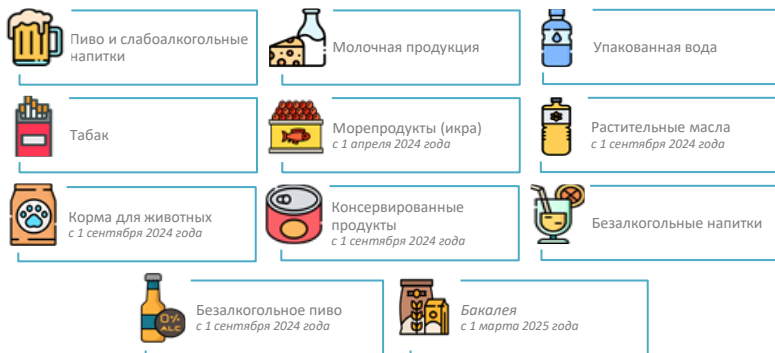 Пиво и слабоалкогольные
напитки
Молочная продукция
Упакованная вода
Табак
Морепродукты (икра)
с 1 апреля 2024 года
Растительные масла
с 1 сентября 2024 года
Корма для животных
с 1 сентября 2024 года
Консервированные
продукты
с 1 сентября 2024 года
Безалкогольные напитки
0%
ALC
Безалкогольное пиво
с 1 сентября 2024 года
Бакалея
с 1 марта 2025 года